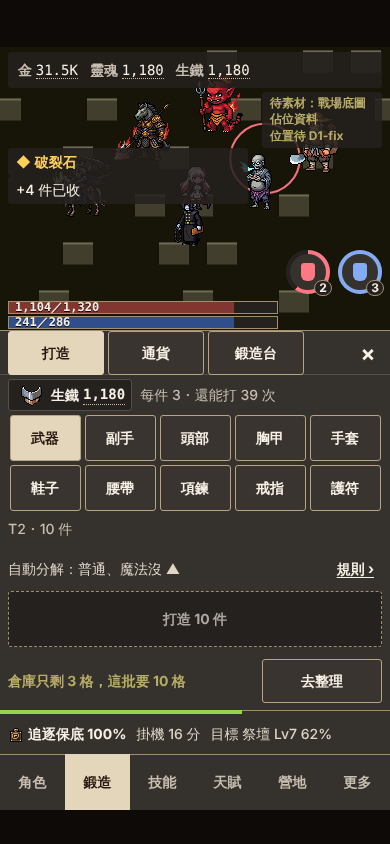 金 31.5K 靈魂 1,180 生鐵 1,180
待素材：戰場底圖
佔位資料
位置待 D1-fix
◆ 破裂石
+4 件已收
2
3
1,104／1,320
241／286
打造 通貨 鍛造台 ×
生鐵 1,180 每件 3・還能打 39 次
武器 副手 頭部 胸甲 手套
鞋子 腰帶 項鍊 戒指 護符
T2・10 件
自動分解：普通、魔法沒 ▲ 規則 ›
打造 10 件
倉庫只剩 3 格，這批要 10 格 去整理
追逐保底 100% 掛機 16 分 目標 祭壇 Lv7 62%
角色 鍛造 技能 天賦 營地 更多